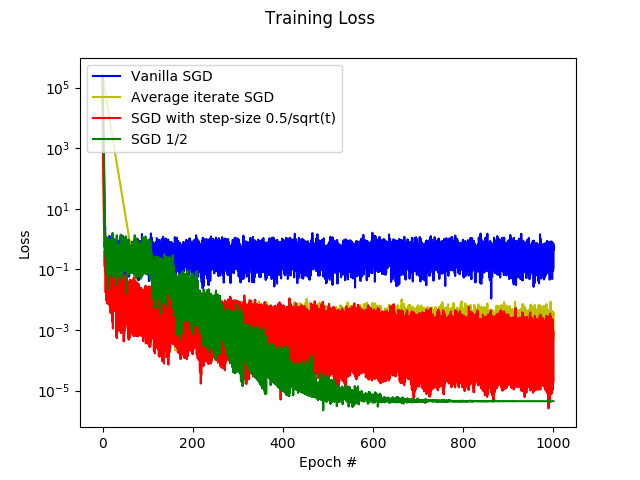 Training Loss
Vanilla SGD
Average iterate SGD
SGD with step-size 0.5/sqrt(t)
SGD 1/2
10^5
10^3
10^1
10^−1
10^−3
10^−5
Loss
0 200 400 600 800 1000
Epoch #